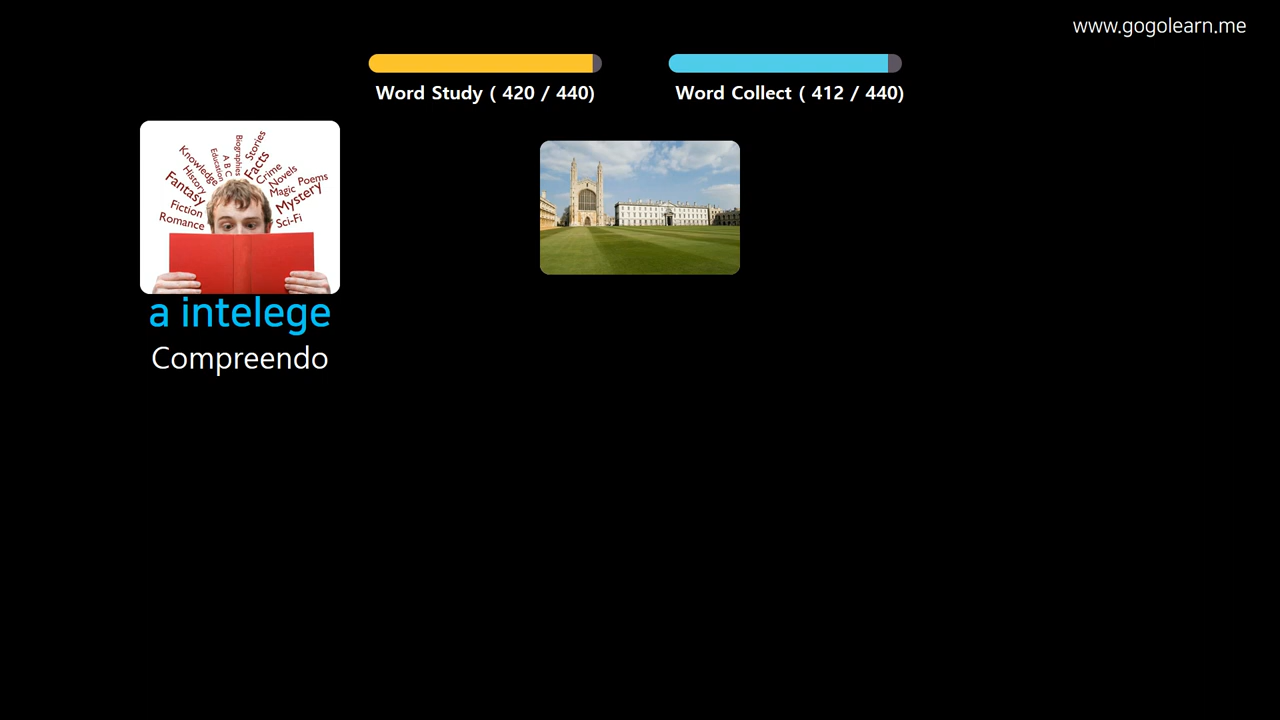 www.gogolearn.me
Word Study ( 420 / 440)
Word Collect ( 412 / 440)
Knowledge
History
Fantasy
Fiction
Romance
Education
A B C
Biographies
Stories
Facts
Crime
Novels
Magic
Poems
Mystery
Sci-Fi
a intelege
Compreendo